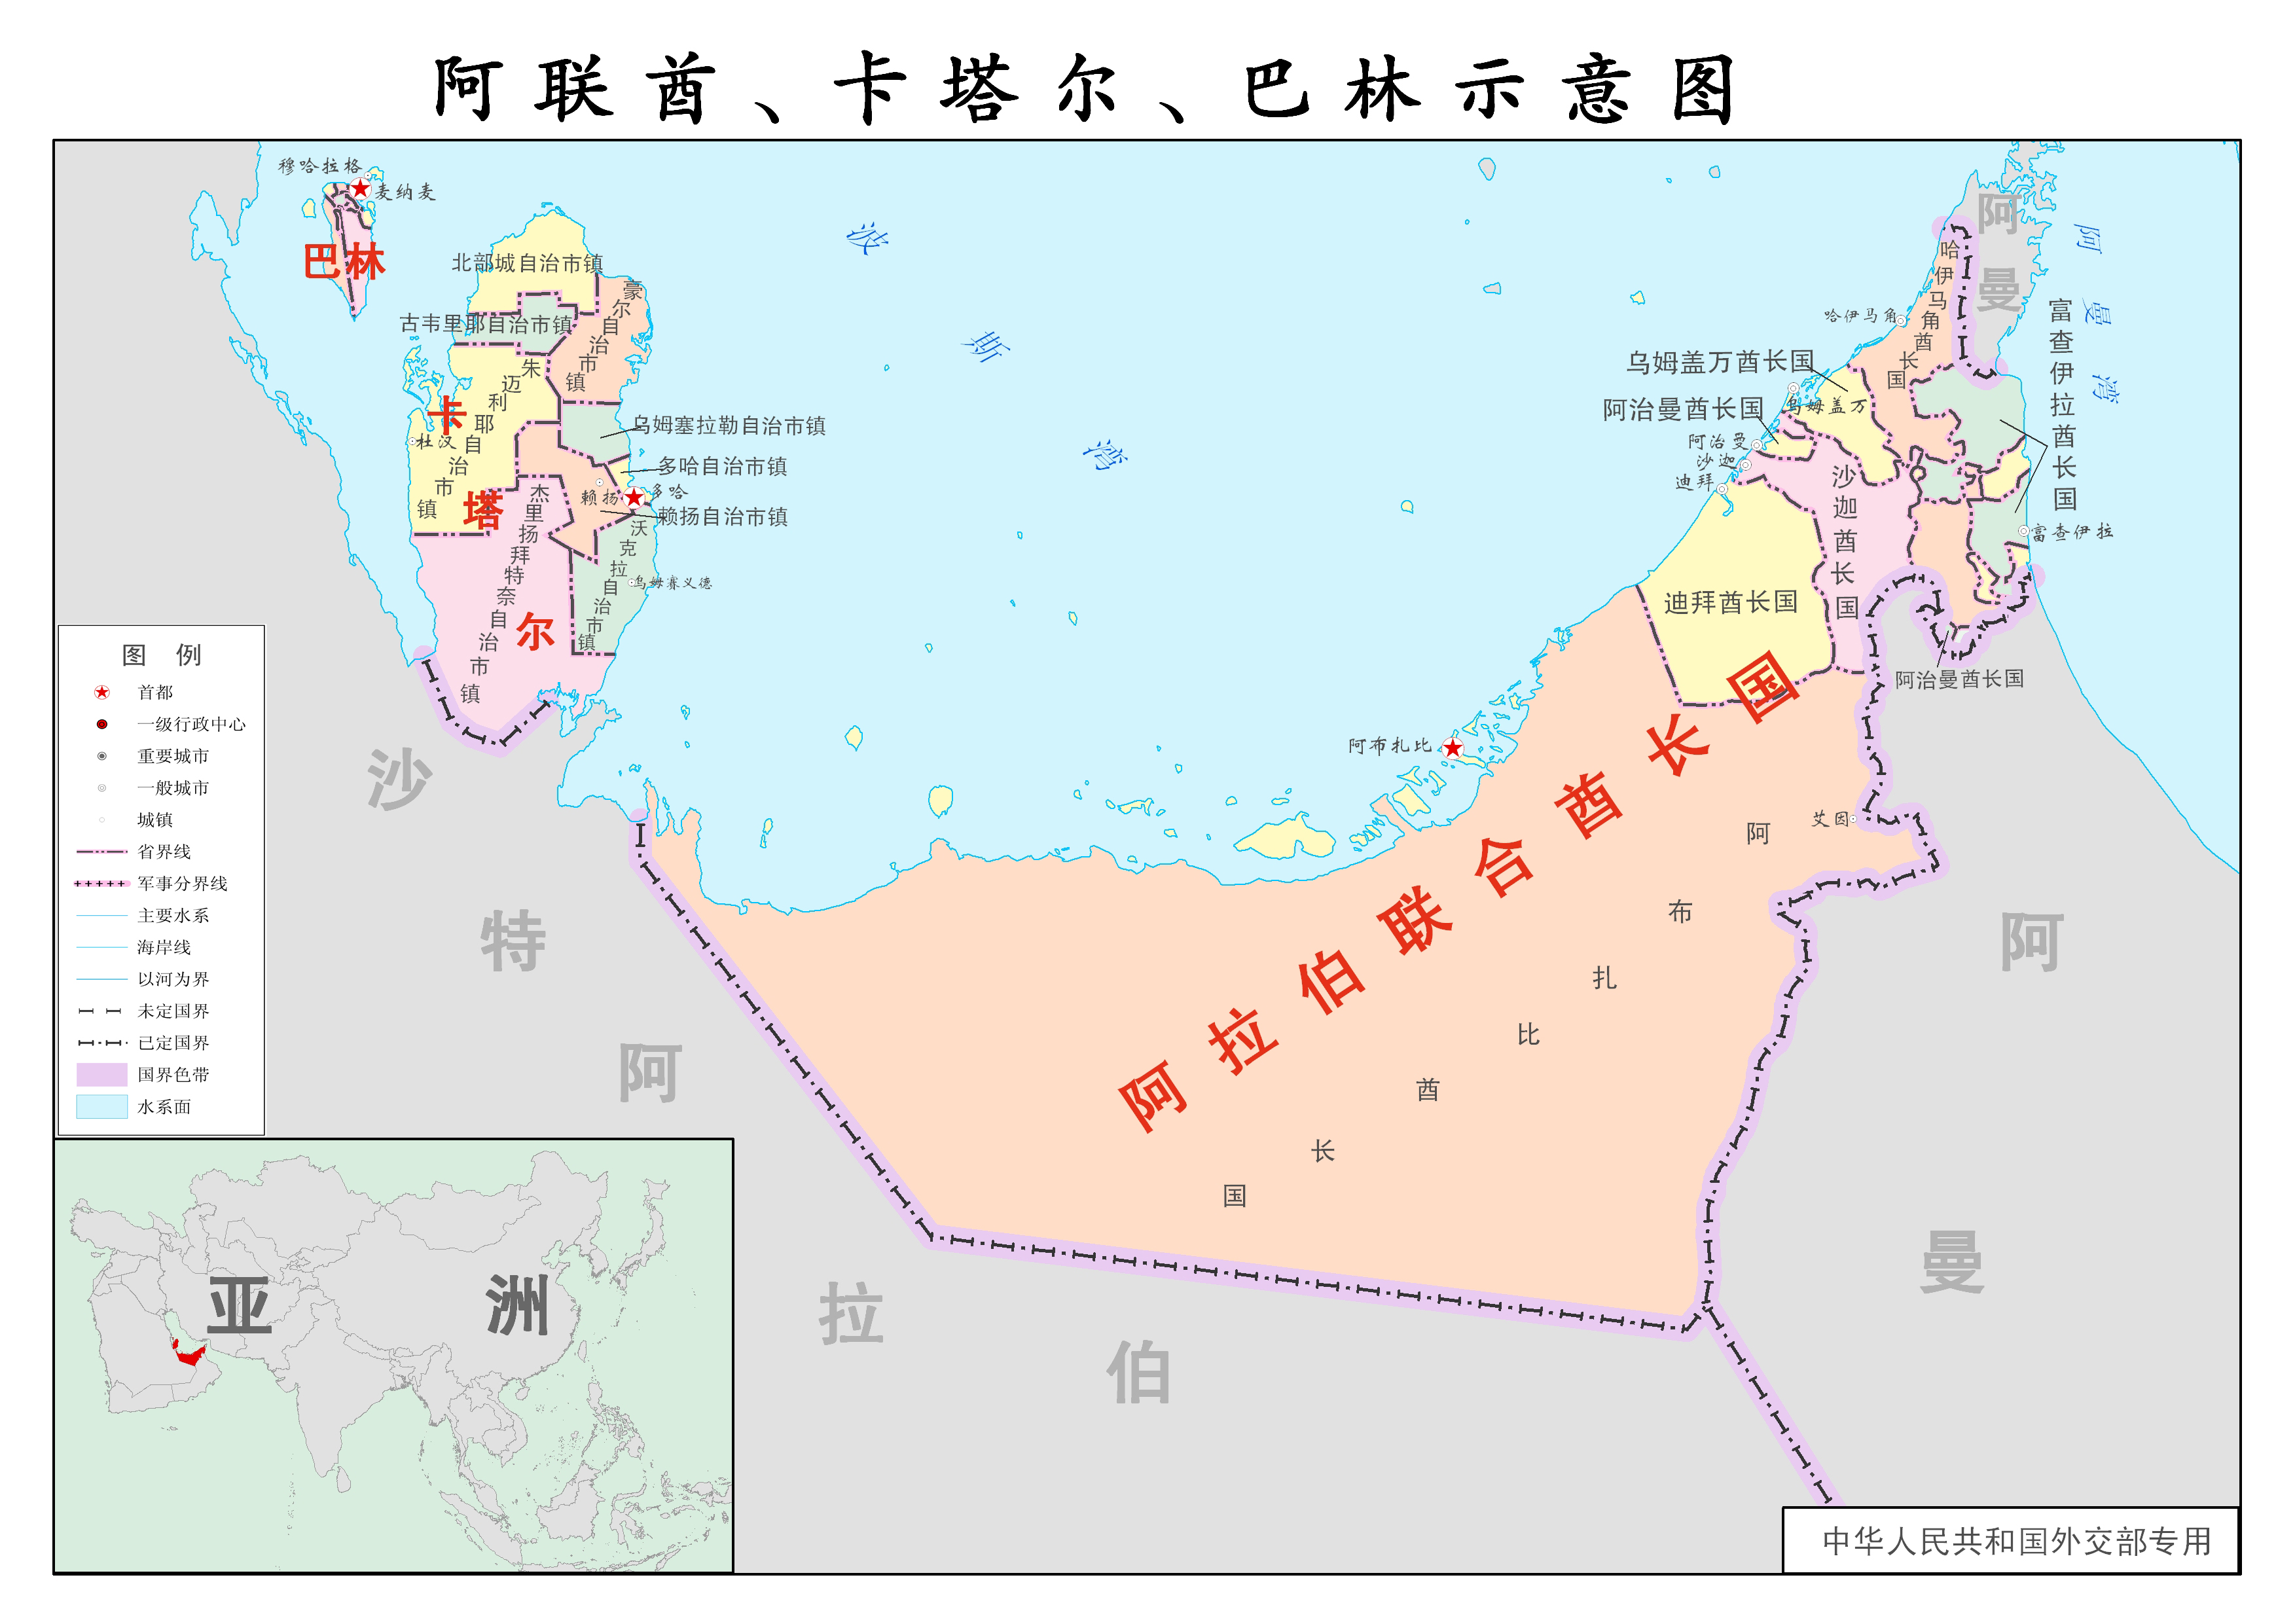 阿联酋、卡塔尔、巴林示意图
穆哈拉格
麦纳麦
巴林
北部城自治市镇
古韦里耶自治市镇
豪尔自治市镇
朱迈利耶自治市镇
乌姆塞拉勒自治市镇
多哈自治市镇
多哈
赖扬
赖扬自治市镇
杜汉
卡塔尔
杰里扬拜特奈自治市镇
沃克拉自治市镇
乌姆赛义德
波斯湾
阿曼
阿曼湾
哈伊马角酋长国
哈伊马角
富查伊拉酋长国
乌姆盖万酋长国
乌姆盖万
阿治曼酋长国
阿治曼
沙迦
迪拜
沙迦酋长国
富查伊拉
迪拜酋长国
阿治曼酋长国
阿布扎比
艾因
阿拉伯联合酋长国
阿布扎比酋长国
沙特阿拉伯
阿曼
图 例
首都
一级行政中心
重要城市
一般城市
城镇
省界线
军事分界线
主要水系
海岸线
以河为界
未定国界
已定国界
国界色带
水系面
亚洲
中华人民共和国外交部专用